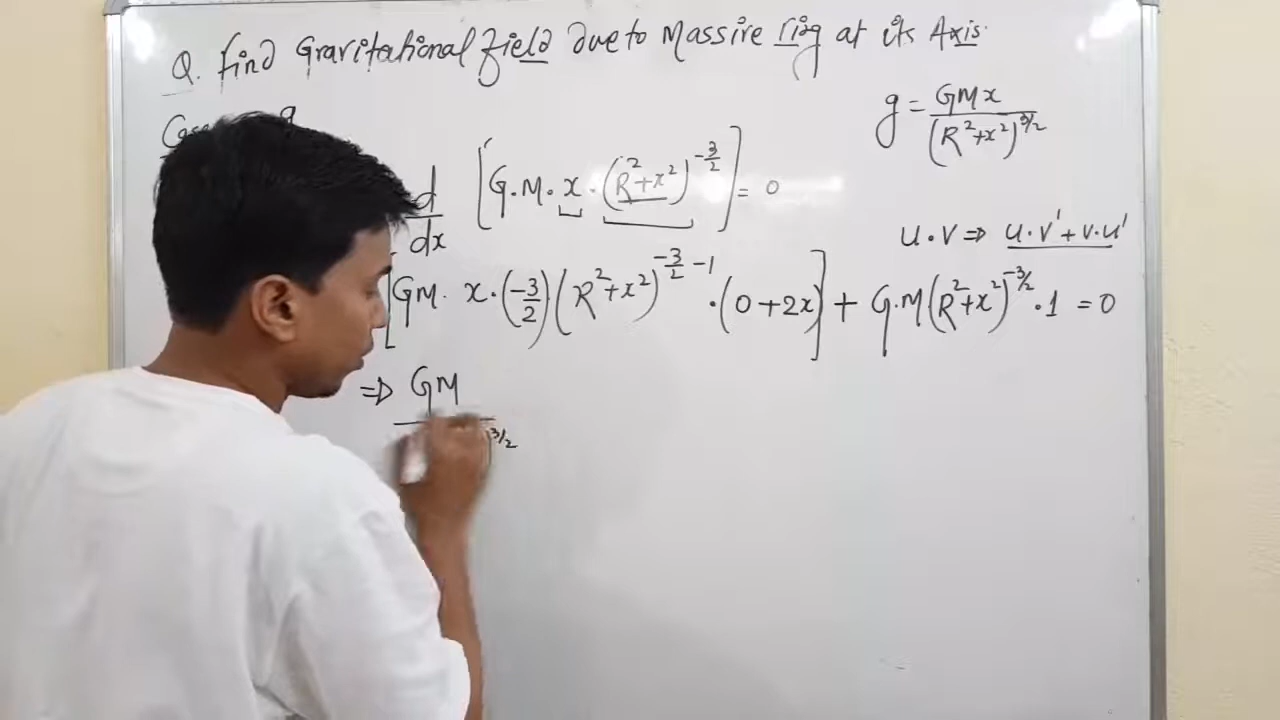 Q. Find Gravitational field due to Massive ring at its Axis.
g = GMx / (R²+x²)^3/2
d/dx [G.M. x . (R²+x²)^-3/2] = 0
U.V ⇒ U.V' + V.U'
[GM. x.(-3/2)(R²+x²)^-3/2 -1 .(0+2x)] + G.M(R²+x²)^-3/2 .1 = 0
⇒ GM
3/2